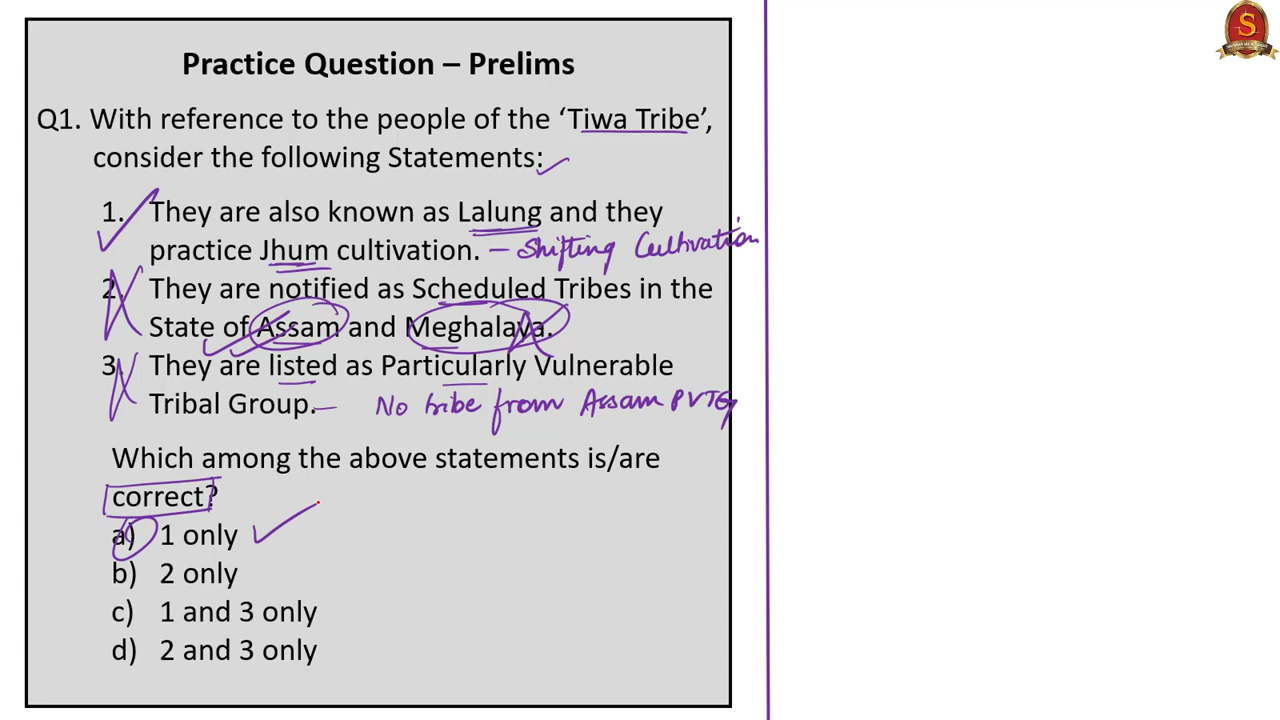 Practice Question – Prelims
Q1. With reference to the people of the ‘Tiwa Tribe’,
consider the following Statements:
1. They are also known as Lalung and they
practice Jhum cultivation. – Shifting Cultivation
2. They are notified as Scheduled Tribes in the
State of Assam and Meghalaya.
3. They are listed as Particularly Vulnerable
Tribal Group. – No tribe from Assam PVTG
Which among the above statements is/are
correct?
a) 1 only
b) 2 only
c) 1 and 3 only
d) 2 and 3 only
S